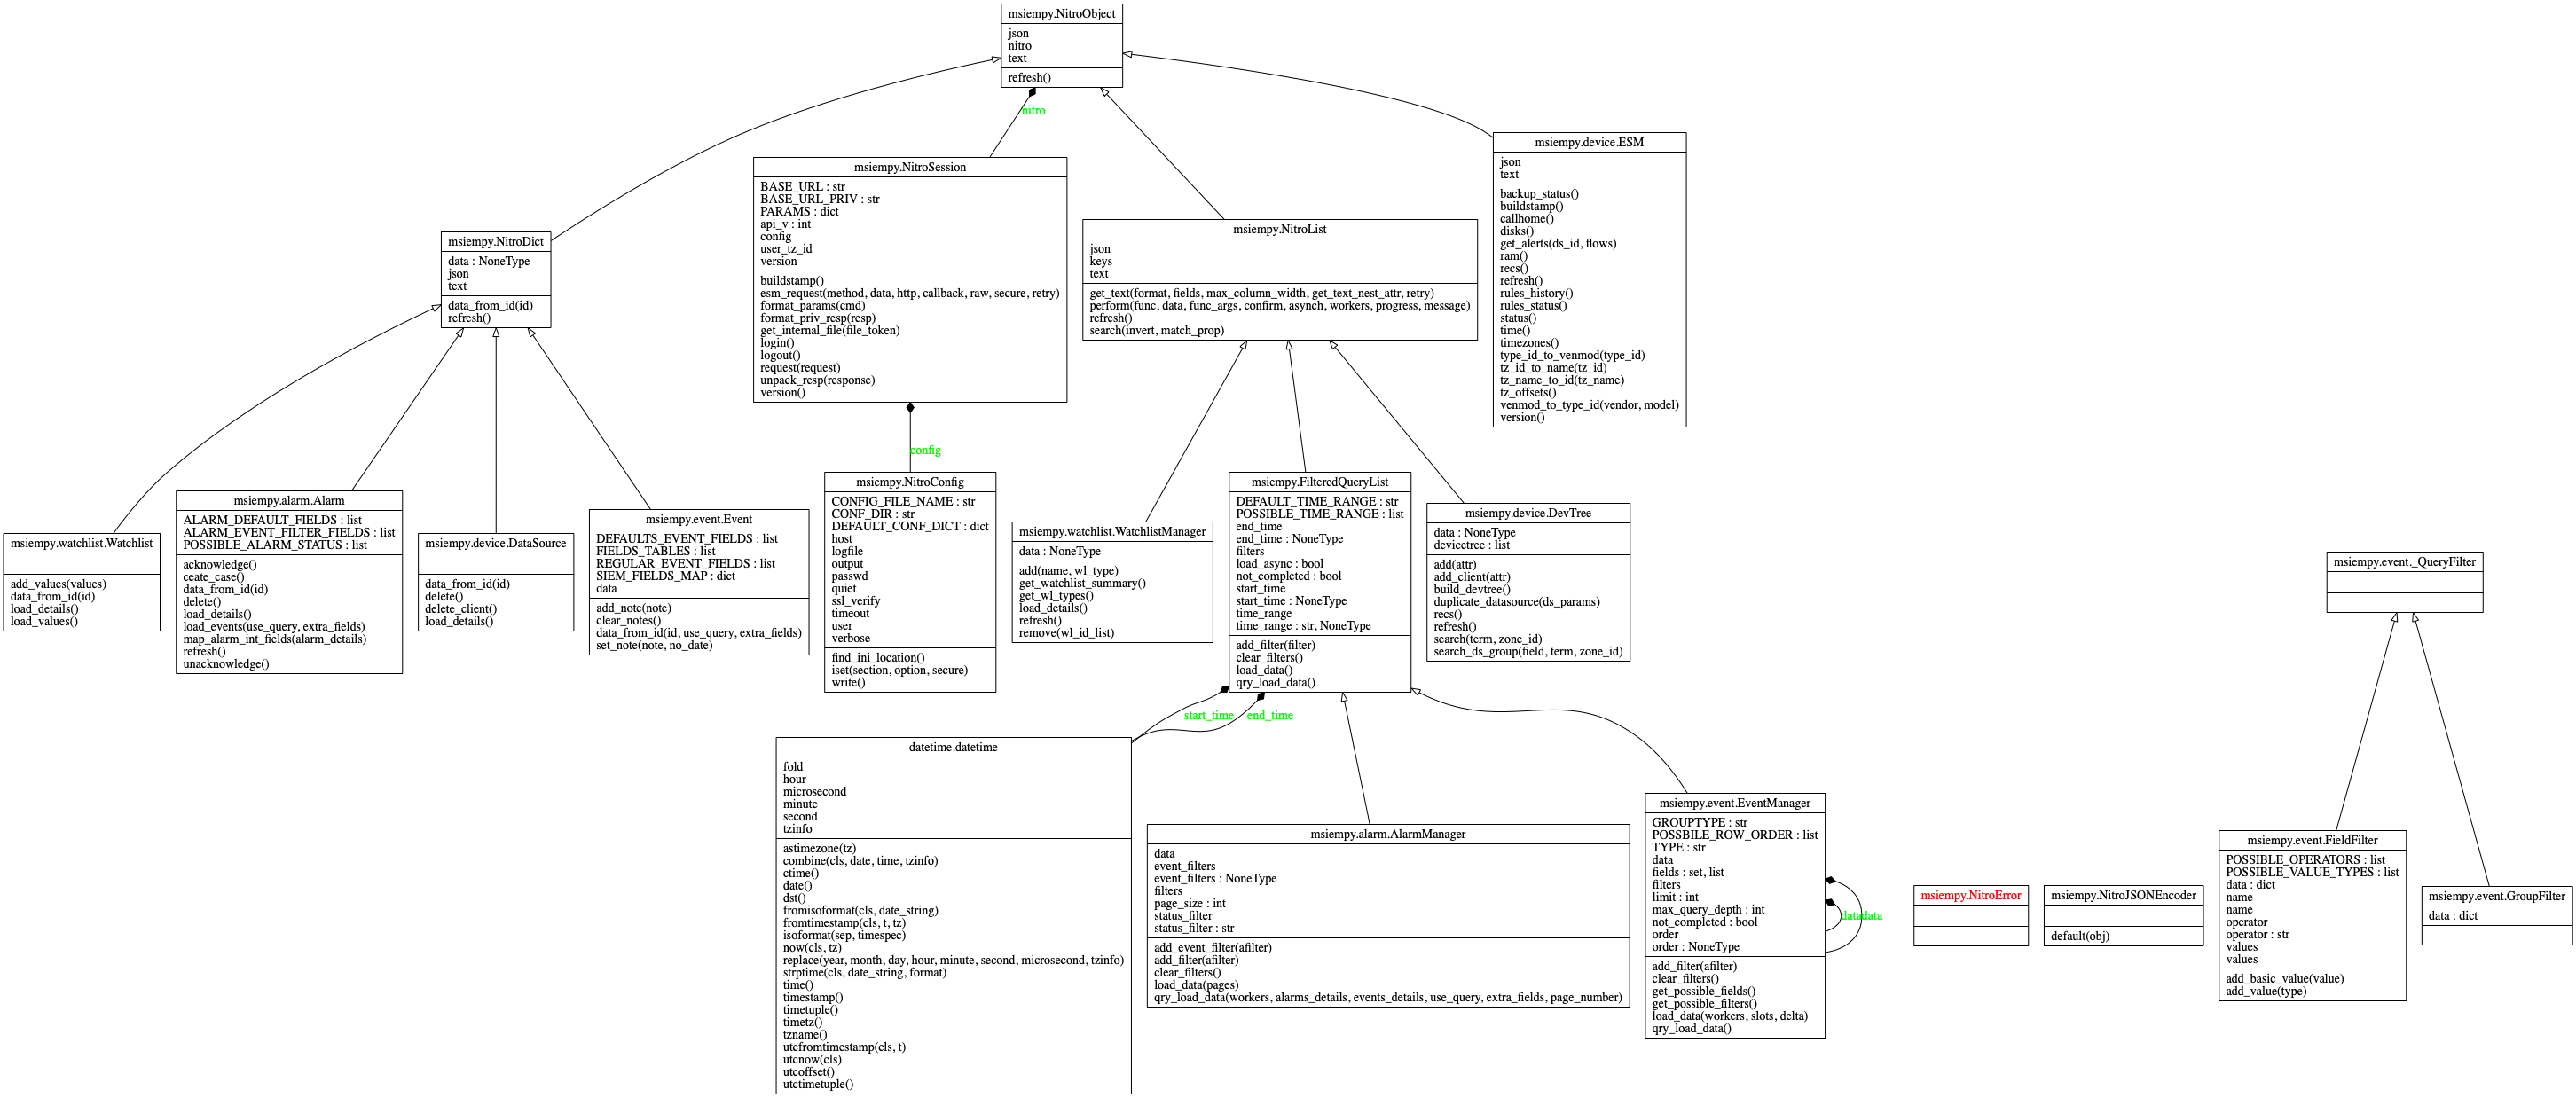 msiempy.NitroObject
json
nitro
text
refresh()
nitro
msiempy.device.ESM
json
text
backup_status()
buildstamp()
callhome()
disks()
get_alerts(ds_id, flows)
ram()
recs()
refresh()
rules_history()
rules_status()
status()
time()
timezones()
type_id_to_venmod(type_id)
tz_id_to_name(tz_id)
tz_name_to_id(tz_name)
tz_offsets()
venmod_to_type_id(vendor, model)
version()
msiempy.NitroSession
BASE_URL : str
BASE_URL_PRIV : str
PARAMS : dict
api_v : int
config
user_tz_id
version
buildstamp()
esm_request(method, data, http, callback, raw, secure, retry)
format_params(cmd)
format_priv_resp(resp)
get_internal_file(file_token)
login()
logout()
request(request)
unpack_resp(response)
version()
msiempy.NitroList
json
keys
text
get_text(format, fields, max_column_width, get_text_nest_attr, retry)
perform(func, data, func_args, confirm, asynch, workers, progress, message)
refresh()
search(invert, match_prop)
msiempy.NitroDict
data : NoneType
json
text
data_from_id(id)
refresh()
config
msiempy.watchlist.Watchlist
add_values(values)
data_from_id(id)
load_details()
load_values()
msiempy.alarm.Alarm
ALARM_DEFAULT_FIELDS : list
ALARM_EVENT_FILTER_FIELDS : list
POSSIBLE_ALARM_STATUS : list
acknowledge()
ceate_case()
data_from_id(id)
delete()
load_details()
load_events(use_query, extra_fields)
map_alarm_int_fields(alarm_details)
refresh()
unacknowledge()
msiempy.device.DataSource
data_from_id(id)
delete()
delete_client()
load_details()
msiempy.event.Event
DEFAULTS_EVENT_FIELDS : list
FIELDS_TABLES : list
REGULAR_EVENT_FIELDS : list
SIEM_FIELDS_MAP : dict
data
add_note(note)
clear_notes()
data_from_id(id, use_query, extra_fields)
set_note(note, no_date)
msiempy.NitroConfig
CONFIG_FILE_NAME : str
CONF_DIR : str
DEFAULT_CONF_DICT : dict
host
logfile
output
passwd
quiet
ssl_verify
timeout
user
verbose
find_ini_location()
iset(section, option, secure)
write()
msiempy.watchlist.WatchlistManager
data : NoneType
add(name, wl_type)
get_watchlist_summary()
get_wl_types()
load_details()
refresh()
remove(wl_id_list)
msiempy.FilteredQueryList
DEFAULT_TIME_RANGE : str
POSSIBLE_TIME_RANGE : list
end_time
end_time : NoneType
filters
load_async : bool
not_completed : bool
start_time
start_time : NoneType
time_range
time_range : str, NoneType
add_filter(filter)
clear_filters()
load_data()
qry_load_data()
msiempy.device.DevTree
data : NoneType
devicetree : list
add(attr)
add_client(attr)
build_devtree()
duplicate_datasource(ds_params)
recs()
refresh()
search(term, zone_id)
search_ds_group(field, term, zone_id)
msiempy.event._QueryFilter
start_time
end_time
datetime.datetime
fold
hour
microsecond
minute
second
tzinfo
astimezone(tz)
combine(cls, date, time, tzinfo)
ctime()
date()
dst()
fromisoformat(cls, date_string)
fromtimestamp(cls, t, tz)
isoformat(sep, timespec)
now(cls, tz)
replace(year, month, day, hour, minute, second, microsecond, tzinfo)
strptime(cls, date_string, format)
time()
timestamp()
timetuple()
timetz()
tzname()
utcfromtimestamp(cls, t)
utcnow(cls)
utcoffset()
utctimetuple()
msiempy.alarm.AlarmManager
data
event_filters
event_filters : NoneType
filters
page_size : int
status_filter
status_filter : str
add_event_filter(afilter)
add_filter(afilter)
clear_filters()
load_data(pages)
qry_load_data(workers, alarms_details, events_details, use_query, extra_fields, page_number)
msiempy.event.EventManager
GROUPTYPE : str
POSSBILE_ROW_ORDER : list
TYPE : str
data
fields : set, list
filters
limit : int
max_query_depth : int
not_completed : bool
order
order : NoneType
add_filter(afilter)
clear_filters()
get_possible_fields()
get_possible_filters()
load_data(workers, slots, delta)
qry_load_data()
data
data
msiempy.NitroError
msiempy.NitroJSONEncoder
default(obj)
msiempy.event.FieldFilter
POSSIBLE_OPERATORS : list
POSSIBLE_VALUE_TYPES : list
data : dict
name
name
operator
operator : str
values
values
add_basic_value(value)
add_value(type)
msiempy.event.GroupFilter
data : dict